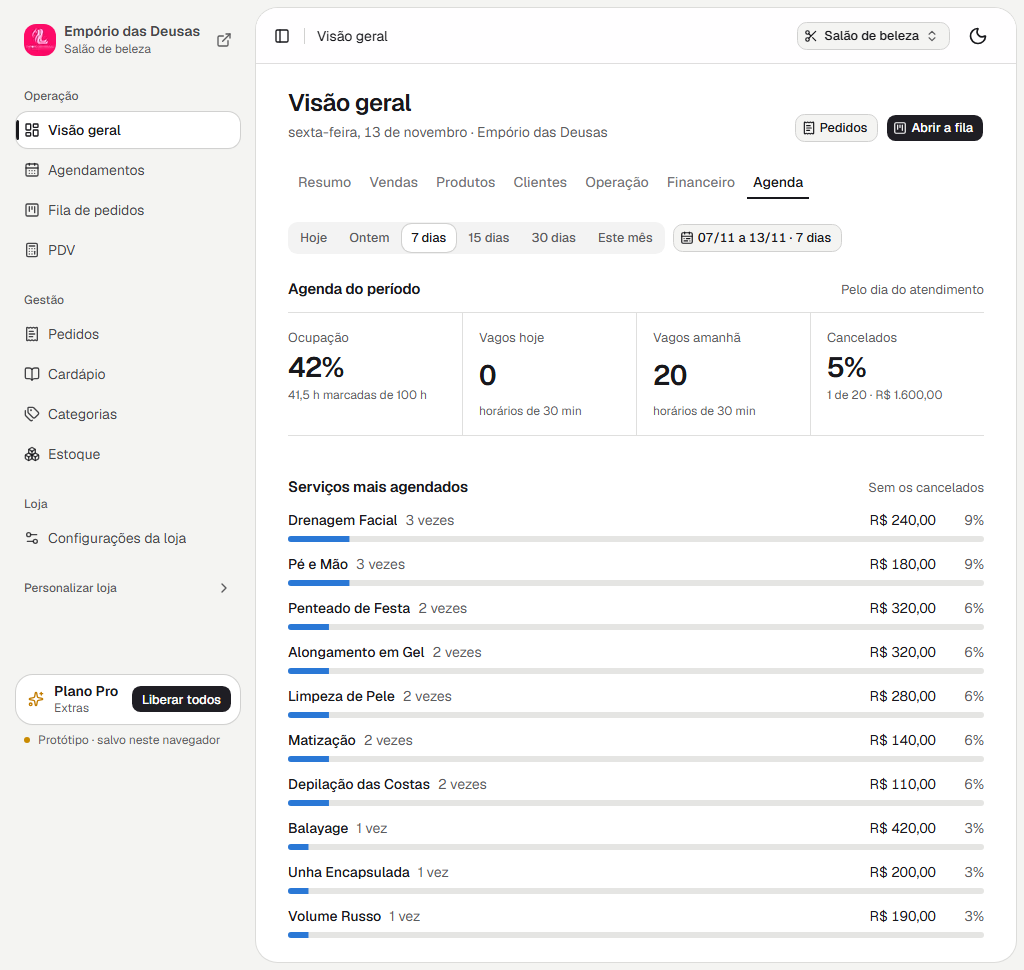 Empório das Deusas
Salão de beleza
Operação
Visão geral
Agendamentos
Fila de pedidos
PDV
Gestão
Pedidos
Cardápio
Categorias
Estoque
Loja
Configurações da loja
Personalizar loja
Plano Pro
Extras
Liberar todos
Protótipo · salvo neste navegador
Visão geral
Salão de beleza
Visão geral
sexta-feira, 13 de novembro · Empório das Deusas
Pedidos
Abrir a fila
Resumo Vendas Produtos Clientes Operação Financeiro Agenda
Hoje Ontem 7 dias 15 dias 30 dias Este mês 07/11 a 13/11 · 7 dias
Agenda do período Pelo dia do atendimento
Ocupação
42%
41,5 h marcadas de 100 h
Vagos hoje
0
horários de 30 min
Vagos amanhã
20
horários de 30 min
Cancelados
5%
1 de 20 · R$ 1.600,00
Serviços mais agendados Sem os cancelados
Drenagem Facial 3 vezes R$ 240,00 9%
Pé e Mão 3 vezes R$ 180,00 9%
Penteado de Festa 2 vezes R$ 320,00 6%
Alongamento em Gel 2 vezes R$ 320,00 6%
Limpeza de Pele 2 vezes R$ 280,00 6%
Matização 2 vezes R$ 140,00 6%
Depilação das Costas 2 vezes R$ 110,00 6%
Balayage 1 vez R$ 420,00 3%
Unha Encapsulada 1 vez R$ 200,00 3%
Volume Russo 1 vez R$ 190,00 3%